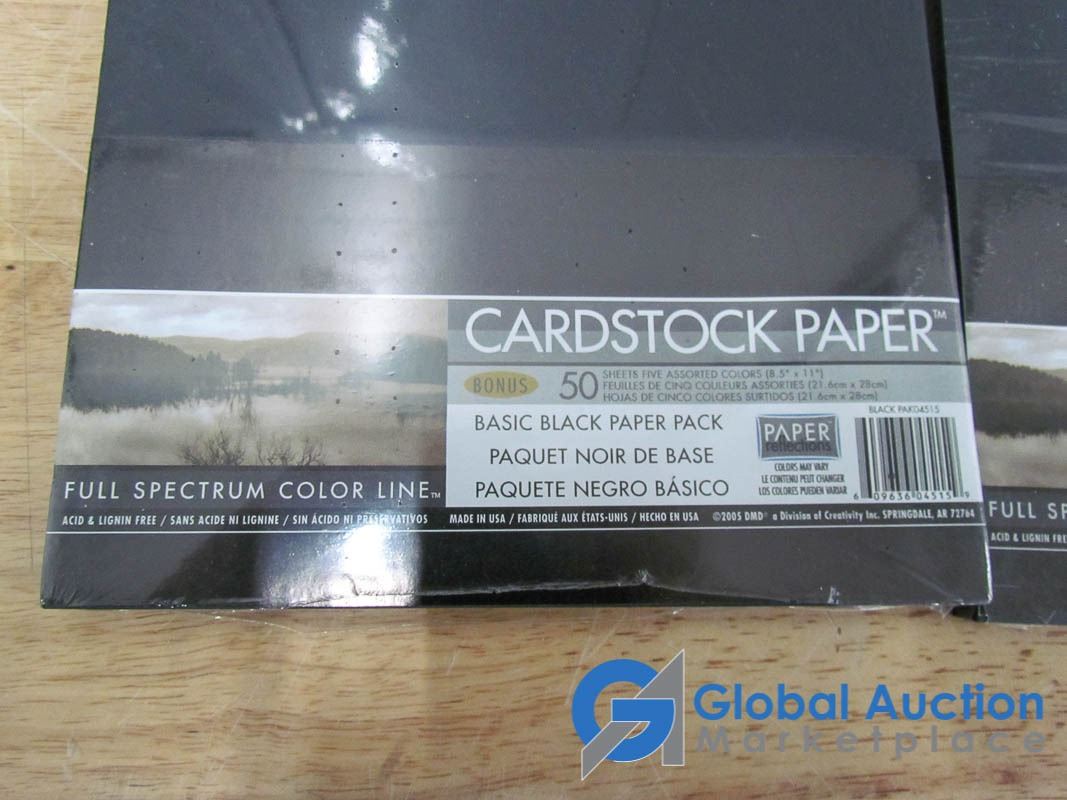 CARDSTOCK PAPER™
BONUS 50 SHEETS FIVE ASSORTED COLORS (8.5" x 11")
FEUILLES DE CINQ COULEURS ASSORTIES (21.6cm x 28cm)
HOJAS DE CINCO COLORES SURTIDOS (21.6cm x 28cm)
BLACK PAK04515
BASIC BLACK PAPER PACK
PAQUET NOIR DE BASE
PAQUETE NEGRO BÁSICO
PAPER
reflections
COLORS MAY VARY
LE CONTENU PEUT CHANGER
LOS COLORES PUEDEN VARIAR
6 09636 04515 9
FULL SPECTRUM COLOR LINE™
ACID & LIGNIN FREE / SANS ACIDE NI LIGNINE / SIN ÁCIDO NI PRESERVATIVOS
MADE IN USA / FABRIQUÉ AUX ÉTATS-UNIS / HECHO EN USA
©2005 DMD® a Division of Creativity Inc. SPRINGDALE, AR 72764
FULL SP
ACID & LIGNIN FREE
Global Auction
Marketplace